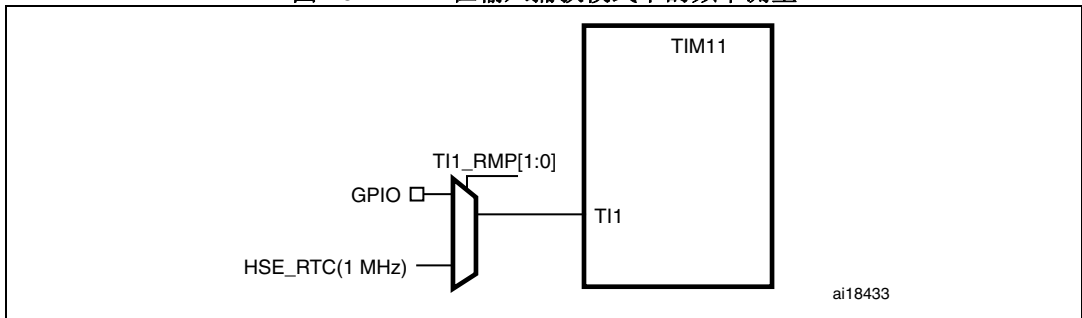 TIM11
TI1_RMP[1:0]
GPIO
TI1
HSE_RTC(1 MHz)
ai18433